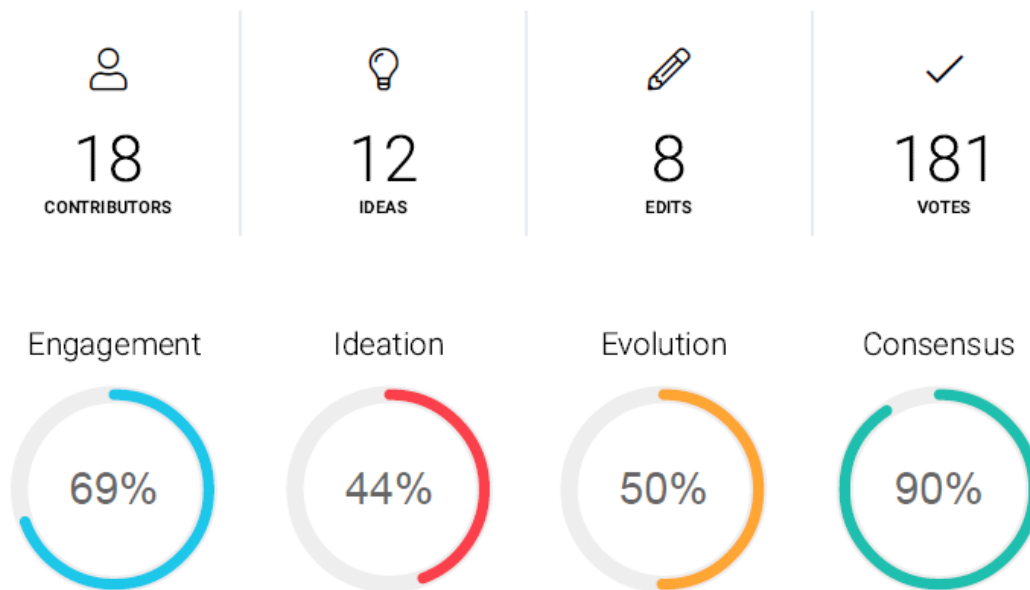 18 12 8 181
CONTRIBUTORS IDEAS EDITS VOTES
Engagement Ideation Evolution Consensus
69% 44% 50% 90%